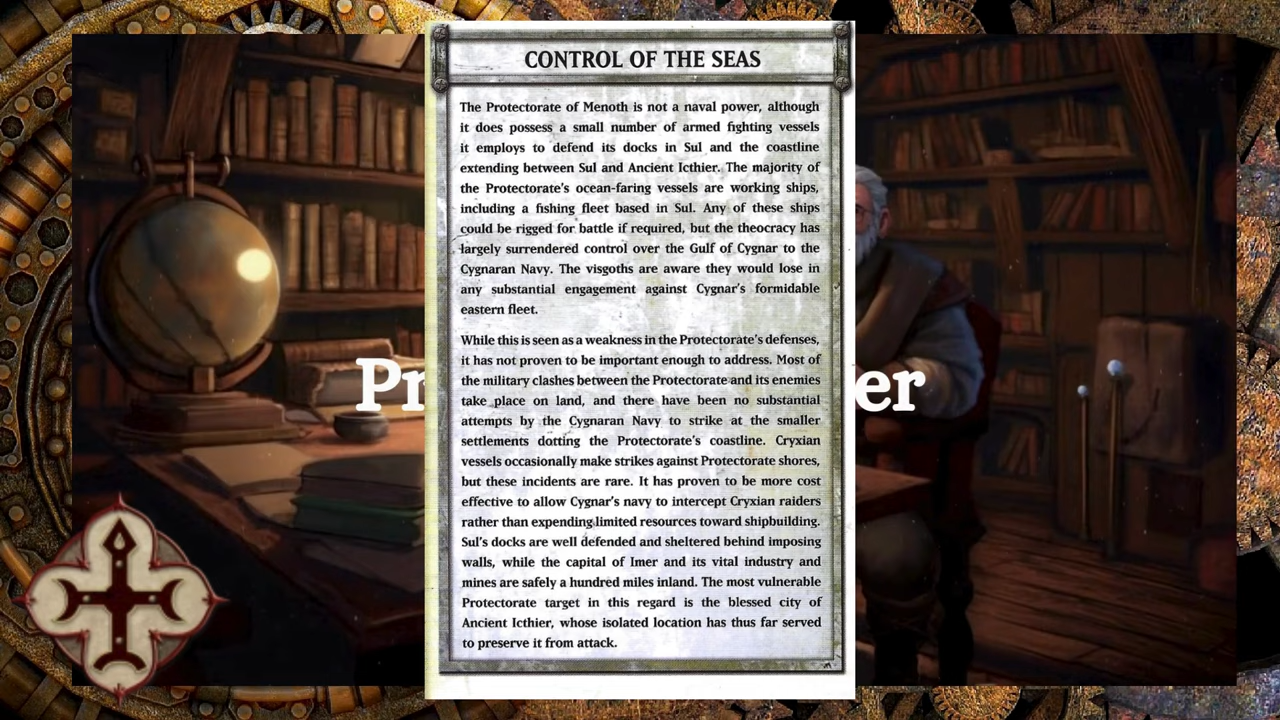 CONTROL OF THE SEAS
The Protectorate of Menoth is not a naval power, although
it does possess a small number of armed fighting vessels
it employs to defend its docks in Sul and the coastline
extending between Sul and Ancient Icthier. The majority of
the Protectorate's ocean-faring vessels are working ships,
including a fishing fleet based in Sul. Any of these ships
could be rigged for battle if required, but the theocracy has
largely surrendered control over the Gulf of Cygnar to the
Cygnaran Navy. The visgoths are aware they would lose in
any substantial engagement against Cygnar's formidable
eastern fleet.
While this is seen as a weakness in the Protectorate's defenses,
it has not proven to be important enough to address. Most of
the military clashes between the Protectorate and its enemies
take place on land, and there have been no substantial
attempts by the Cygnaran Navy to strike at the smaller
settlements dotting the Protectorate's coastline. Cryxian
vessels occasionally make strikes against Protectorate shores,
but these incidents are rare. It has proven to be more cost
effective to allow Cygnar's navy to intercept Cryxian raiders
rather than expending limited resources toward shipbuilding.
Sul's docks are well defended and sheltered behind imposing
walls, while the capital of Imer and its vital industry and
mines are safely a hundred miles inland. The most vulnerable
Protectorate target in this regard is the blessed city of
Ancient Icthier, whose isolated location has thus far served
to preserve it from attack.